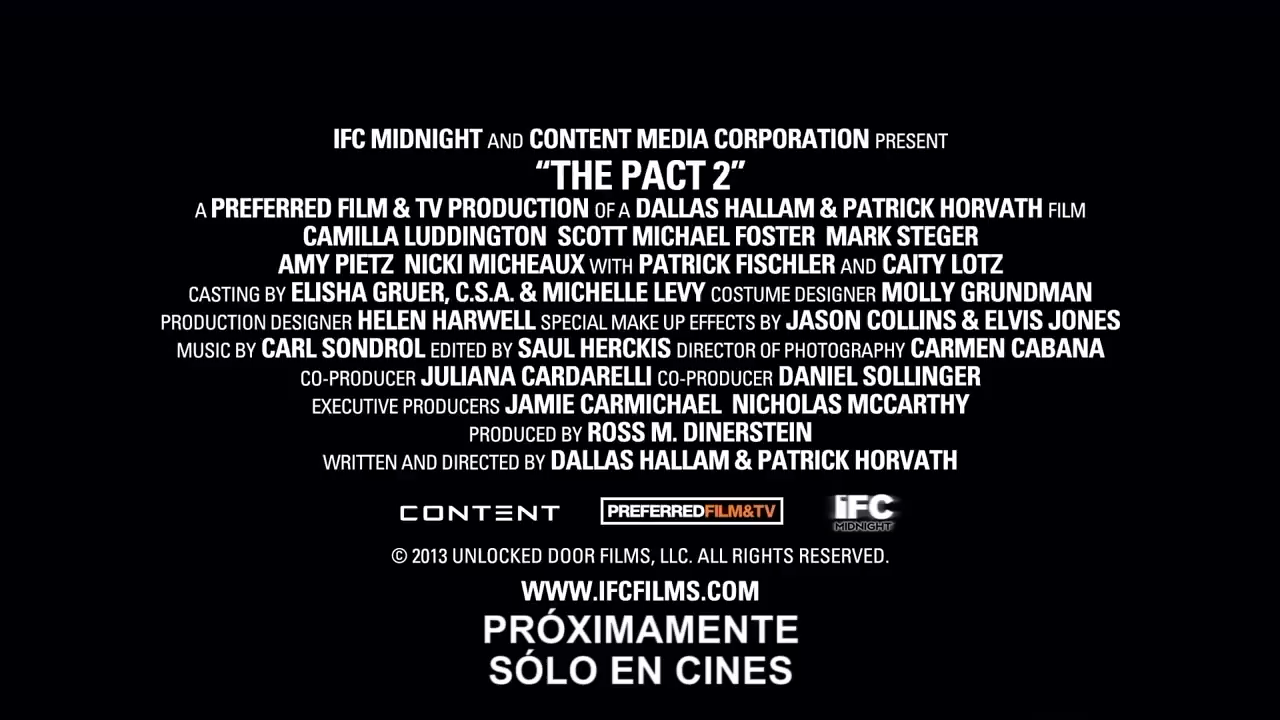 IFC MIDNIGHT AND CONTENT MEDIA CORPORATION PRESENT
“THE PACT 2”
A PREFERRED FILM & TV PRODUCTION OF A DALLAS HALLAM & PATRICK HORVATH FILM
CAMILLA LUDDINGTON SCOTT MICHAEL FOSTER MARK STEGER
AMY PIETZ NICKI MICHEAUX WITH PATRICK FISCHLER AND CAITY LOTZ
CASTING BY ELISHA GRUER, C.S.A. & MICHELLE LEVY COSTUME DESIGNER MOLLY GRUNDMAN
PRODUCTION DESIGNER HELEN HARWELL SPECIAL MAKE UP EFFECTS BY JASON COLLINS & ELVIS JONES
MUSIC BY CARL SONDROL EDITED BY SAUL HERCKIS DIRECTOR OF PHOTOGRAPHY CARMEN CABANA
CO-PRODUCER JULIANA CARDARELLI CO-PRODUCER DANIEL SOLLINGER
EXECUTIVE PRODUCERS JAMIE CARMICHAEL NICHOLAS MCCARTHY
PRODUCED BY ROSS M. DINERSTEIN
WRITTEN AND DIRECTED BY DALLAS HALLAM & PATRICK HORVATH
CONTENT PREFERREDFILM&TV IFC
MIDNIGHT
© 2013 UNLOCKED DOOR FILMS, LLC. ALL RIGHTS RESERVED.
WWW.IFCFILMS.COM
PRÓXIMAMENTE
SÓLO EN CINES